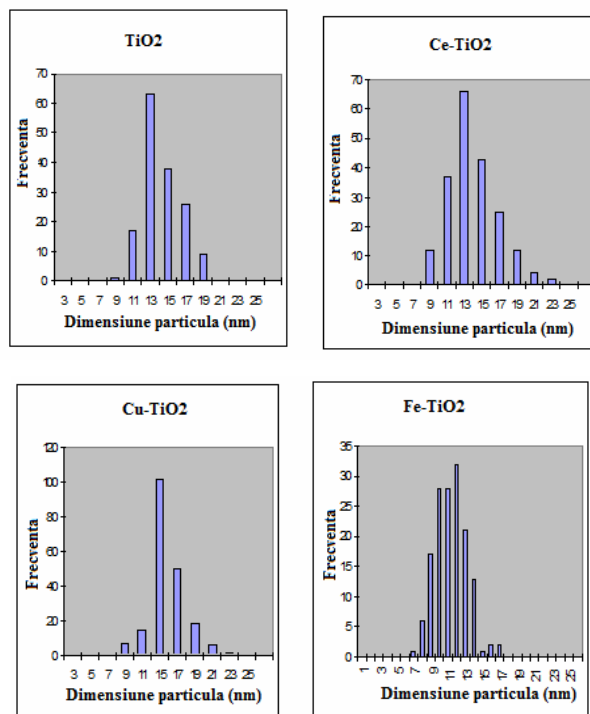 TiO2
70
60
50
40
30
20
10
0
Frecventa
3 5 7 9 11 13 15 17 19 21 23 25
Dimensiune particula (nm)
Ce-TiO2
70
60
50
40
30
20
10
0
Frecventa
3 5 7 9 11 13 15 17 19 21 23 25
Dimensiune particula (nm)
Cu-TiO2
120
100
80
60
40
20
0
Frecventa
3 5 7 9 11 15 17 19 21 23 25
Dimensiune particula (nm)
Fe-TiO2
35
30
25
20
15
10
5
0
Frecventa
1 3 5 7 9 11 13 15 17 19 21 23 25
Dimensiune particula (nm)